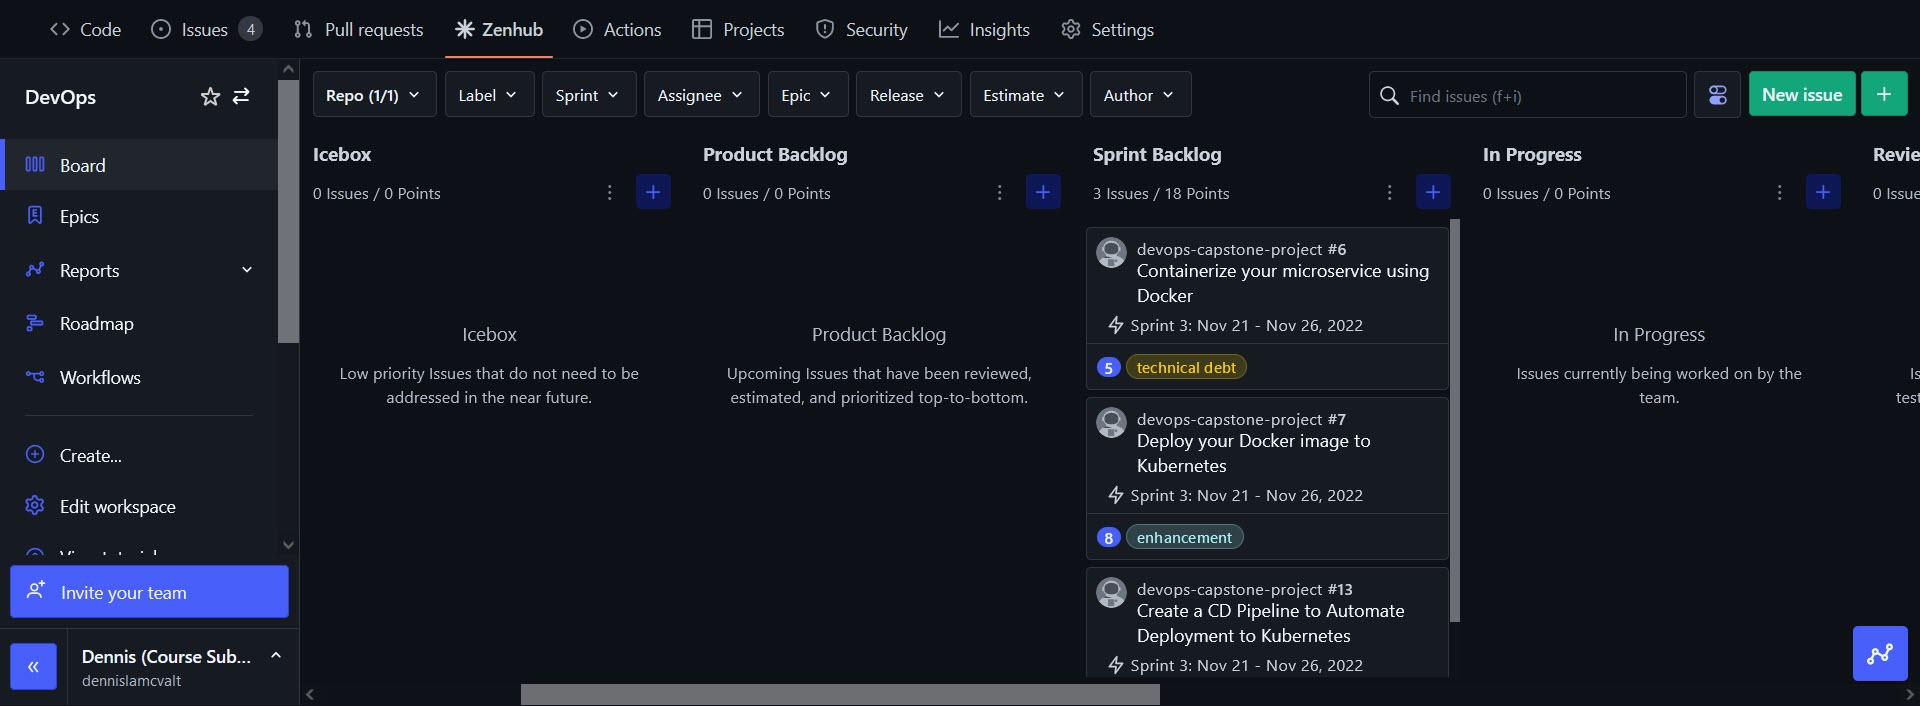 Code Issues 4 Pull requests Zenhub Actions Projects Security Insights Settings
DevOps
Board
Epics
Reports
Roadmap
Workflows
Create...
Edit workspace
Invite your team
Dennis (Course Sub...
dennislamcvalt
Repo (1/1) Label Sprint Assignee Epic Release Estimate Author Find issues (f+i) New issue +
Icebox
0 Issues / 0 Points
Icebox
Low priority Issues that do not need to be
addressed in the near future.
Product Backlog
0 Issues / 0 Points
Product Backlog
Upcoming Issues that have been reviewed,
estimated, and prioritized top-to-bottom.
Sprint Backlog
3 Issues / 18 Points
devops-capstone-project #6
Containerize your microservice using
Docker
Sprint 3: Nov 21 - Nov 26, 2022
5 technical debt
devops-capstone-project #7
Deploy your Docker image to
Kubernetes
Sprint 3: Nov 21 - Nov 26, 2022
8 enhancement
devops-capstone-project #13
Create a CD Pipeline to Automate
Deployment to Kubernetes
Sprint 3: Nov 21 - Nov 26, 2022
In Progress
0 Issues / 0 Points
In Progress
Issues currently being worked on by the
team.
Revie
0 Issue
Is
test